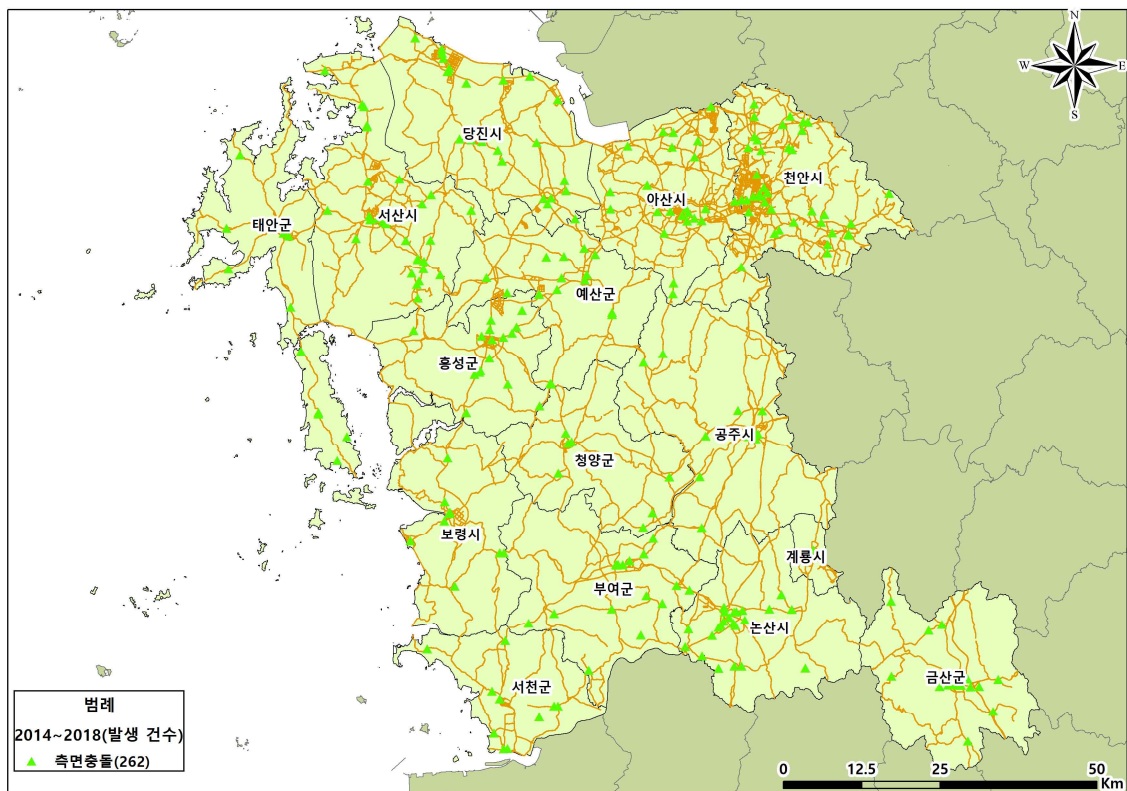 N
W
E
S
당진시
천안시
아산시
서산시
태안군
예산군
홍성군
공주시
청양군
보령시
계룡시
부여군
논산시
금산군
서천군
범례
2014~2018(발생 건수)
측면충돌(262)
0 12.5 25 50
Km